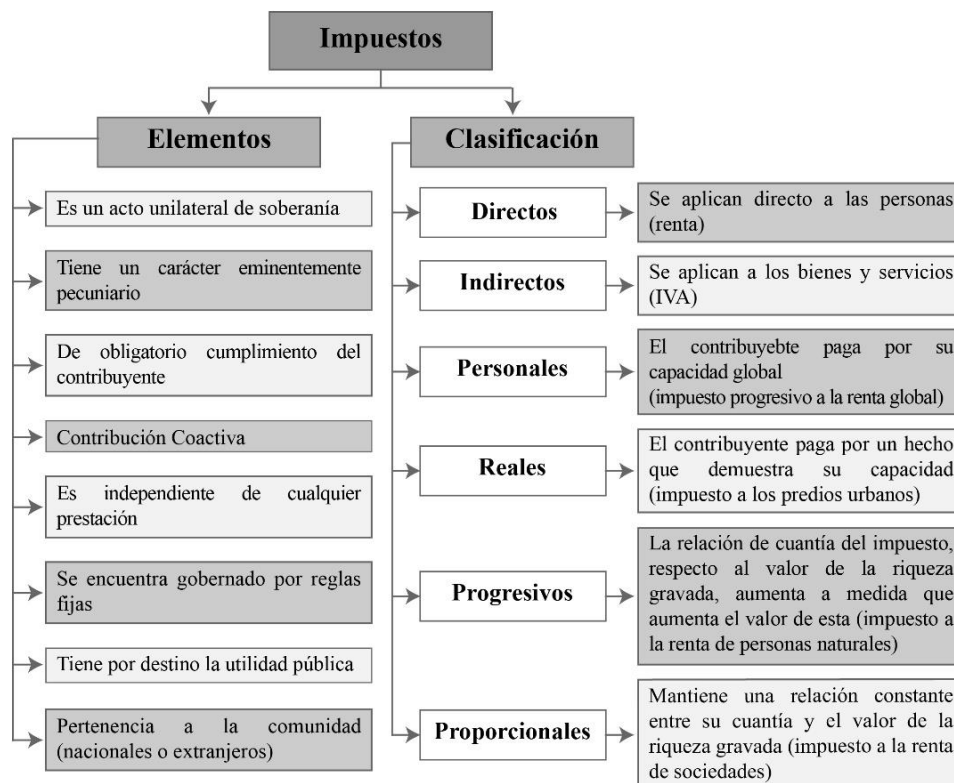 Impuestos
Elementos
Es un acto unilateral de soberanía
Tiene un carácter eminentemente
pecuniario
De obligatorio cumplimiento del
contribuyente
Contribución Coactiva
Es independiente de cualquier
prestación
Se encuentra gobernado por reglas
fijas
Tiene por destino la utilidad pública
Pertenencia a la comunidad
(nacionales o extranjeros)
Clasificación
Directos
Se aplican directo a las personas
(renta)
Indirectos
Se aplican a los bienes y servicios
(IVA)
Personales
El contribuyebte paga por su
capacidad global
(impuesto progresivo a la renta global)
Reales
El contribuyente paga por un hecho
que demuestra su capacidad
(impuesto a los predios urbanos)
Progresivos
La relación de cuantía del impuesto,
respecto al valor de la riqueza
gravada, aumenta a medida que
aumenta el valor de esta (impuesto a
la renta de personas naturales)
Proporcionales
Mantiene una relación constante
entre su cuantía y el valor de la
riqueza gravada (impuesto a la renta
de sociedades)